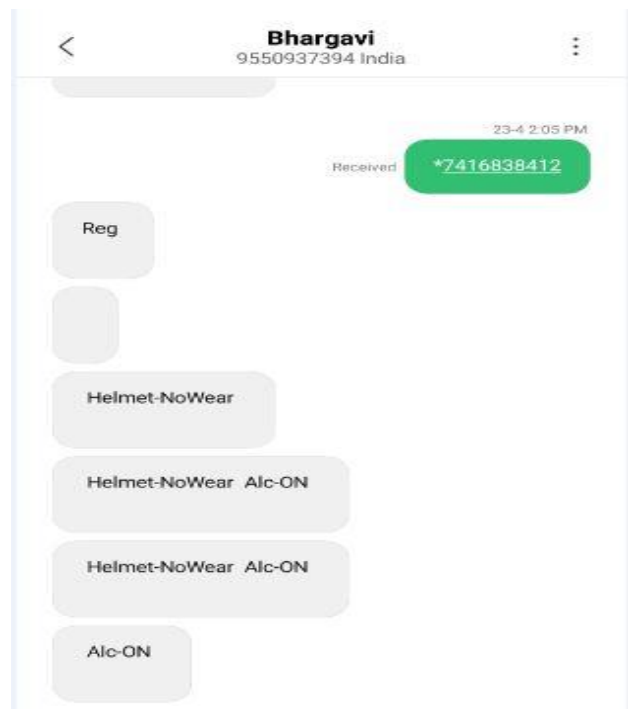 Bhargavi
9550937394 India
23-4 2:05 PM
Received *7416838412
Reg
Helmet-NoWear
Helmet-NoWear Alc-ON
Helmet-NoWear Alc-ON
Alc-ON